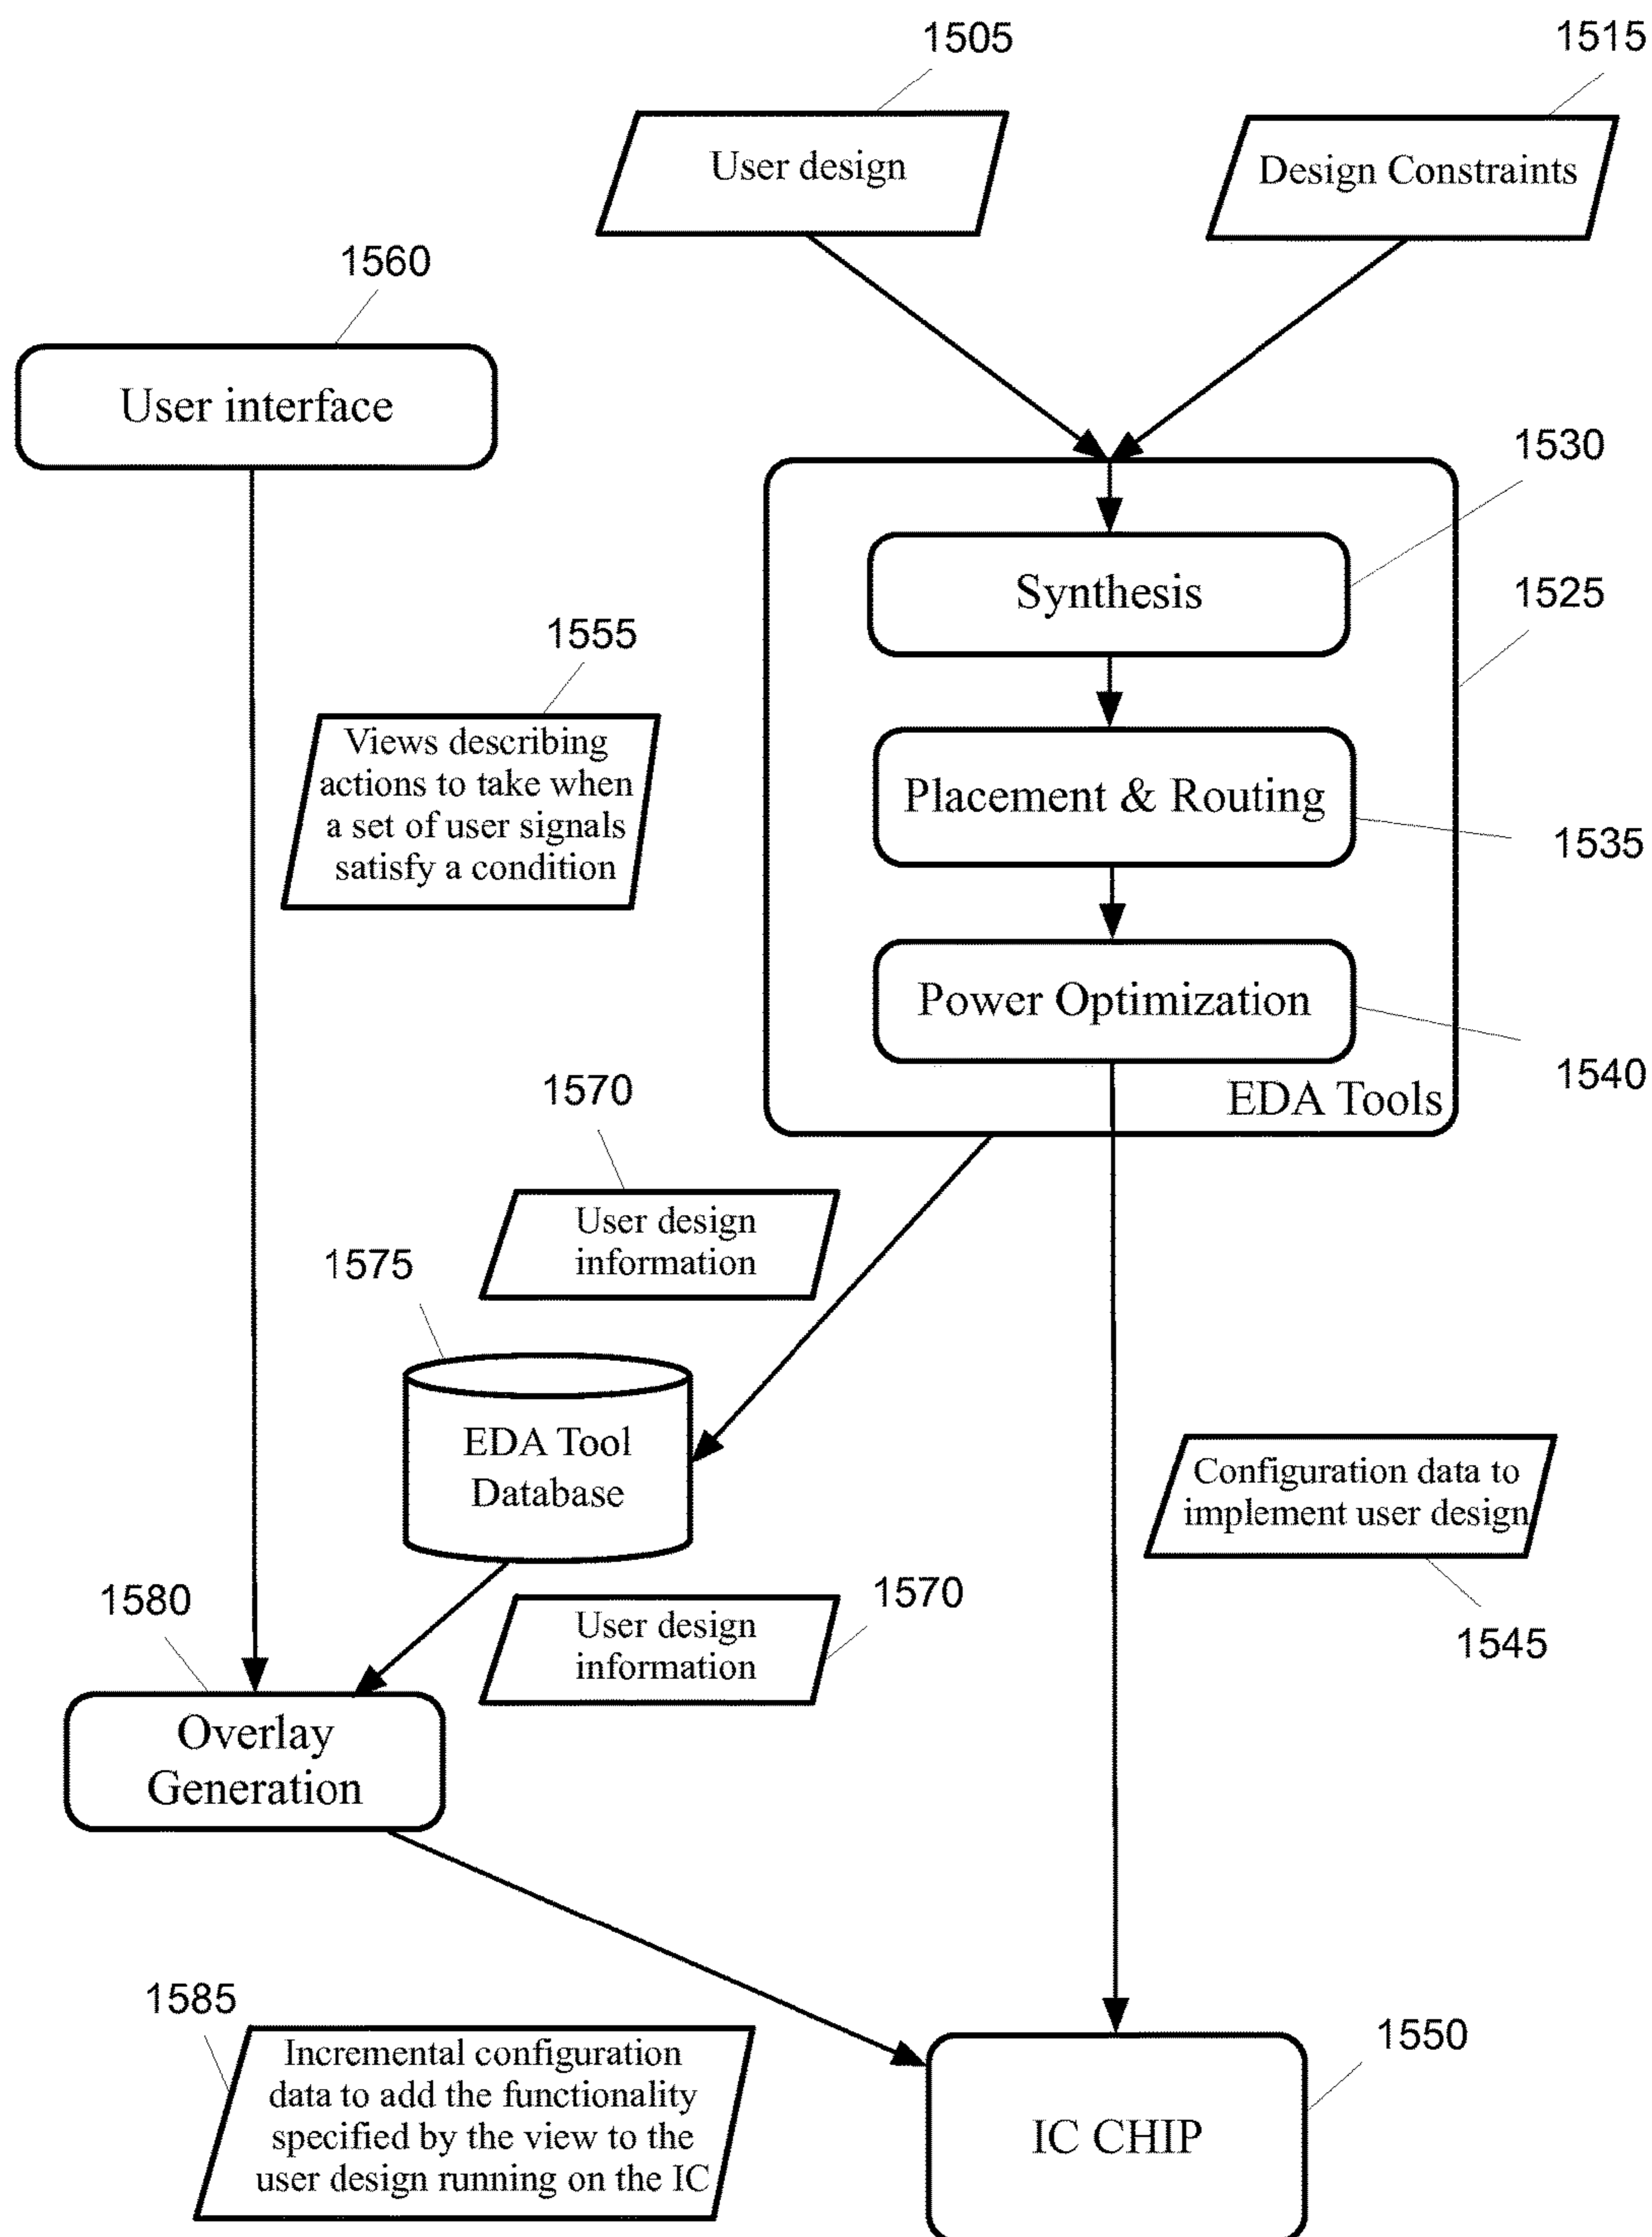 1505
1515
User design
Design Constraints
1560
User interface
1530
Synthesis
1525
1555
Views describing
actions to take when
a set of user signals
satisfy a condition
Placement & Routing
1535
Power Optimization
1540
EDA Tools
1570
User design
information
1575
EDA Tool
Database
Configuration data to
implement user design
1545
1580
1570
User design
information
Overlay
Generation
1585
Incremental configuration
data to add the functionality
specified by the view to the
user design running on the IC
1550
IC CHIP